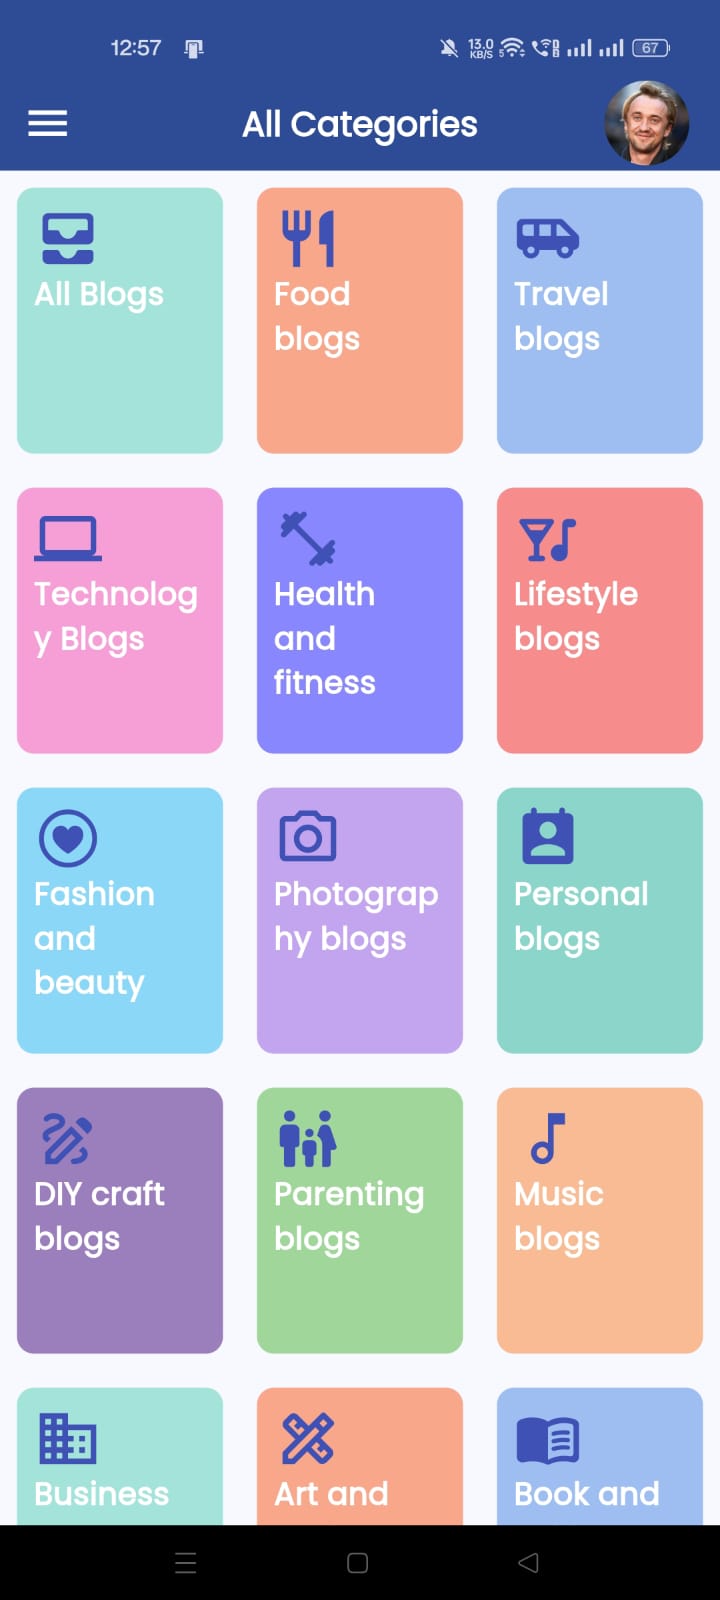 12:57 13.0 KB/S 5 67
All Categories
All Blogs
Food
blogs
Travel
blogs
Technolog
y Blogs
Health
and
fitness
Lifestyle
blogs
Fashion
and
beauty
Photograp
hy blogs
Personal
blogs
DIY craft
blogs
Parenting
blogs
Music
blogs
Business
Art and
Book and